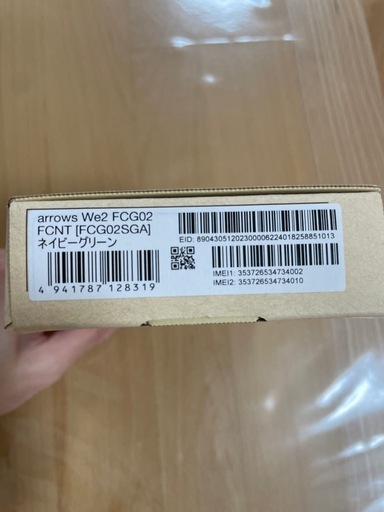 arrows We2 FCG02
FCNT [FCG02SGA]
ネイビーグリーン
4 941787 128319
EID: 89043051202300006224018258851013
IMEI1: 353726534734002
IMEI2: 353726534734010